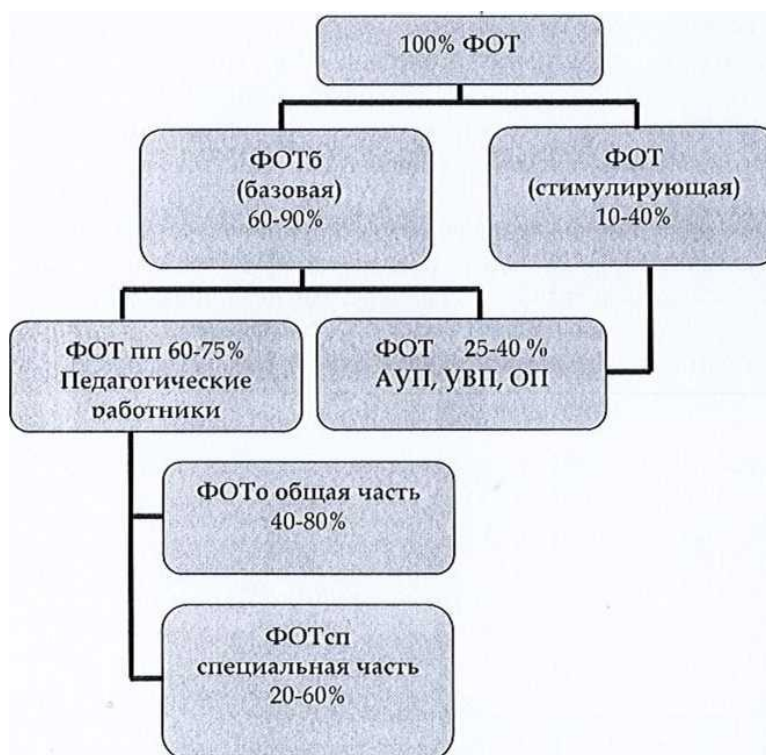 100% ФОТ
ФОТб
(базовая)
60-90%
ФОТ
(стимулирующая)
10-40%
ФОТ пп 60-75%
Педагогические
работники
ФОТ 25-40 %
АУП, УВП, ОП
ФОТо общая часть
40-80%
ФОТсп
специальная часть
20-60%